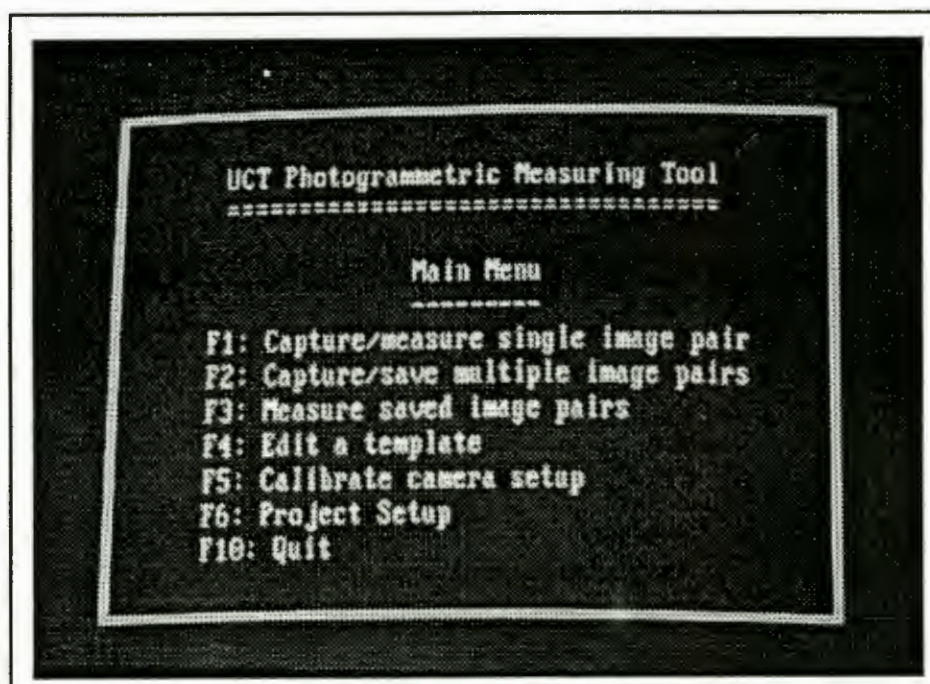 UCT Photogrammetric Measuring Tool
==================================
Main Menu
---------
F1: Capture/measure single image pair
F2: Capture/save multiple image pairs
F3: Measure saved image pairs
F4: Edit a template
F5: Calibrate camera setup
F6: Project Setup
F10: Quit